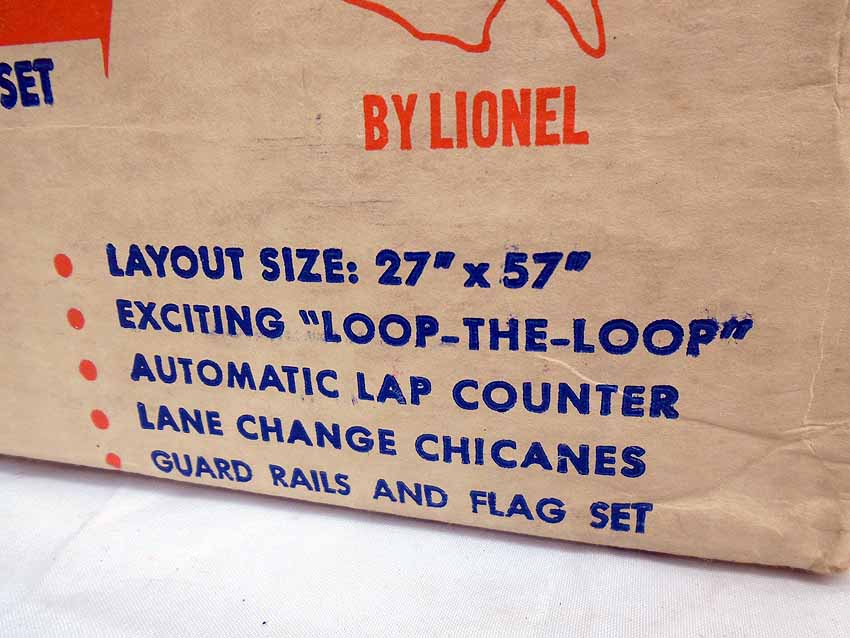 SET
BY LIONEL
LAYOUT SIZE: 27" x 57"
EXCITING "LOOP-THE-LOOP"
AUTOMATIC LAP COUNTER
LANE CHANGE CHICANES
GUARD RAILS AND FLAG SET